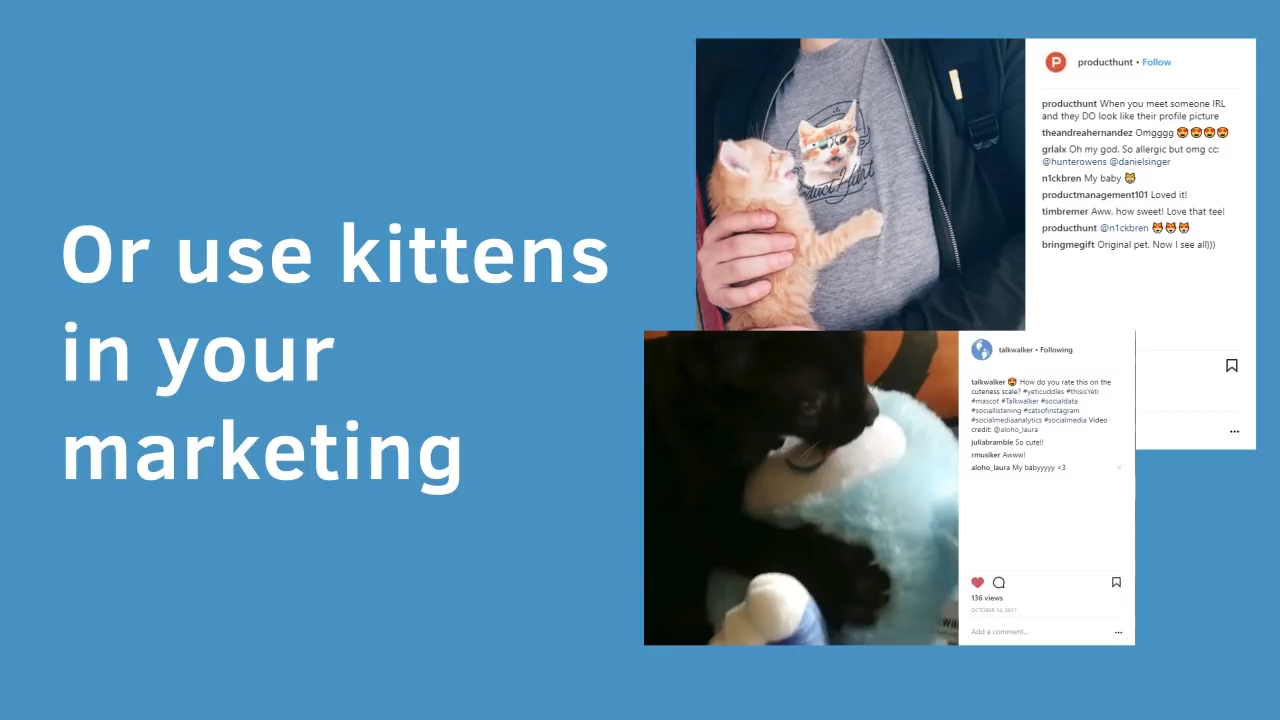 Or use kittens
in your
marketing
P
producthunt • Follow
producthunt When you meet someone IRL
and they DO look like their profile picture
theandreahernandez Omgggg 😍😍😍😍
grlalx Oh my god. So allergic but omg cc:
@hunterowens @danielsinger
n1ckbren My baby 😸
productmanagement101 Loved it!
timbremer Aww, how sweet! Love that tee!
producthunt @n1ckbren 😻😻😻
bringmegift Original pet. Now I see all)))
Product Hunt
talkwalker • Following
talkwalker 😍 How do you rate this on the
cuteness scale? #yeticuddles #thisisYeti
#mascot #Talkwalker #socialdata
#sociallistening #catsofinstagram
#socialmediaanalytics #socialmedia Video
credit: @aloho_laura
juliabramble So cute!!
rmusiker Awww!
aloho_laura My babyyyyy <3
136 views
OCTOBER 16, 2017
Add a comment...